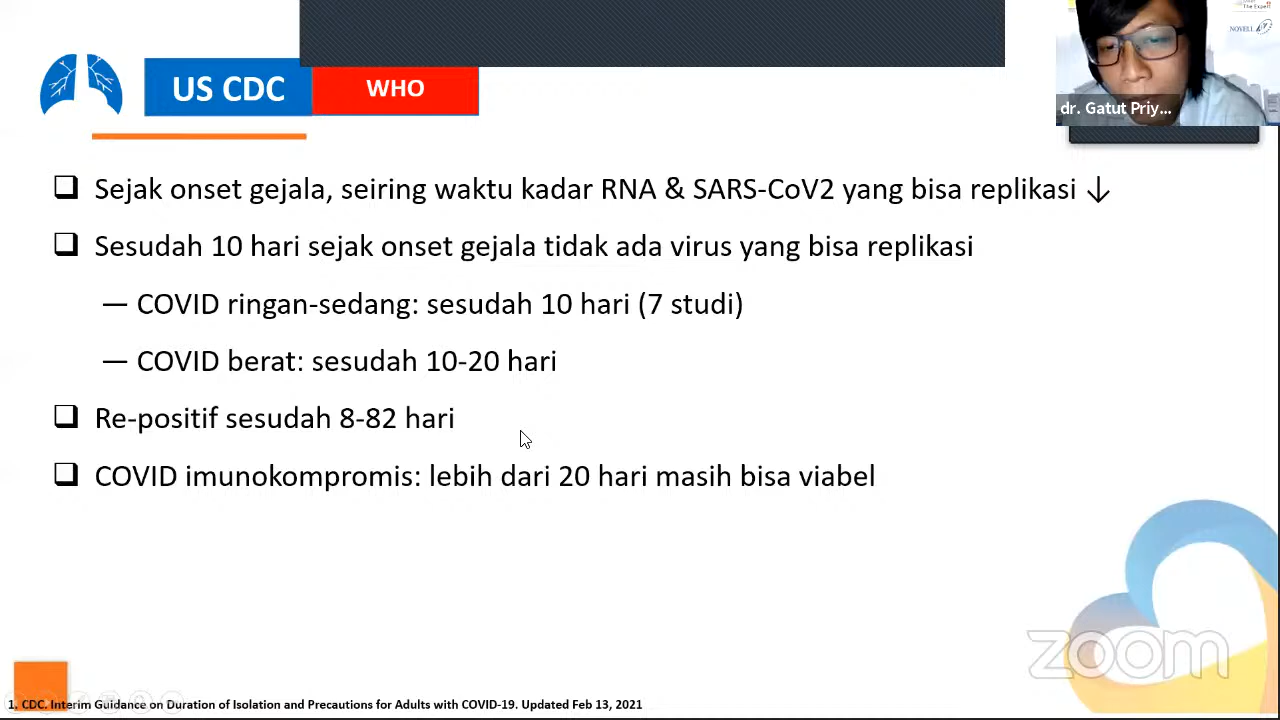 The Expert
NOVELL
dr. Gatut Priy...
US CDC
WHO
Sejak onset gejala, seiring waktu kadar RNA & SARS-CoV2 yang bisa replikasi ↓
Sesudah 10 hari sejak onset gejala tidak ada virus yang bisa replikasi
— COVID ringan-sedang: sesudah 10 hari (7 studi)
— COVID berat: sesudah 10-20 hari
Re-positif sesudah 8-82 hari
COVID imunokompromis: lebih dari 20 hari masih bisa viabel
zoom
1. CDC. Interim Guidance on Duration of Isolation and Precautions for Adults with COVID-19. Updated Feb 13, 2021